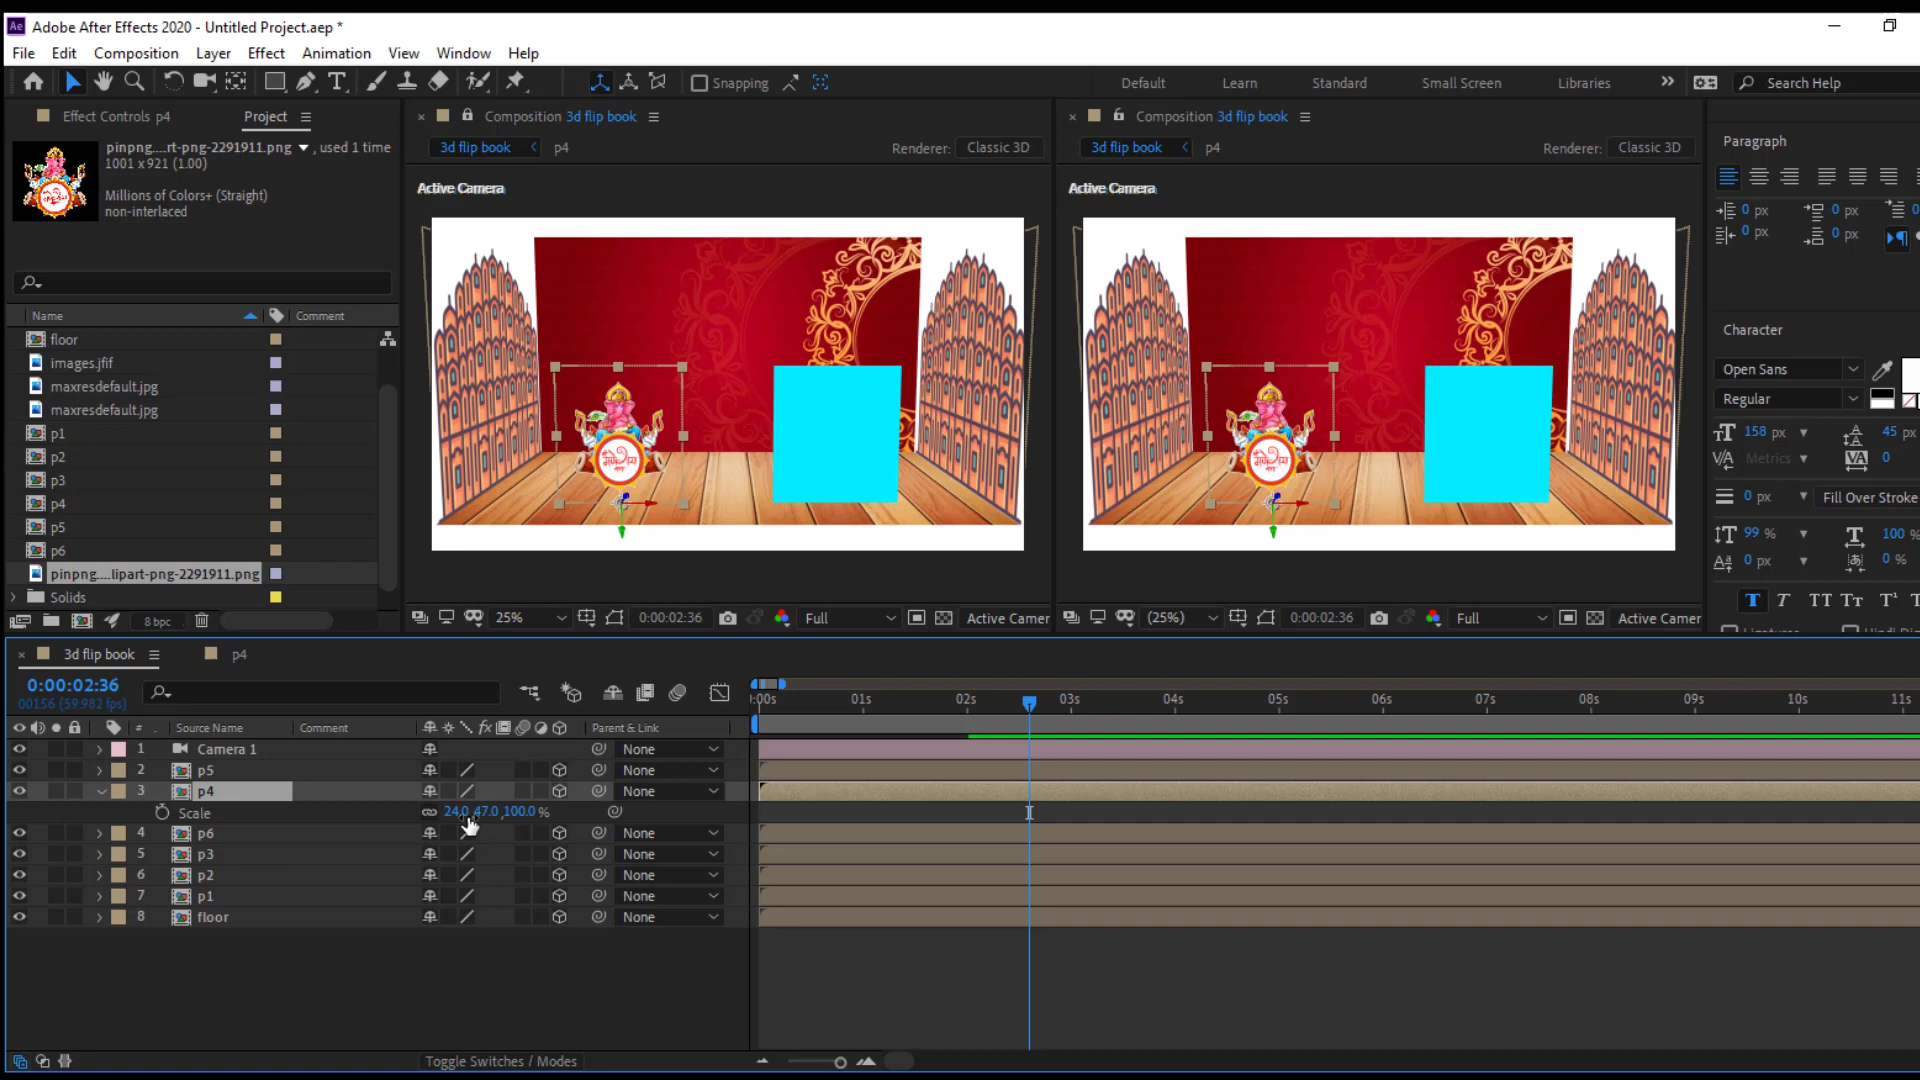 Ae Adobe After Effects 2020 - Untitled Project.aep *
File Edit Composition Layer Effect Animation View Window Help
Snapping Default Learn Standard Small Screen Libraries Search Help
Effect Controls p4 Project
pinpng....rt-png-2291911.png , used 1 time
1001 x 921 (1.00)
Millions of Colors+ (Straight)
non-interlaced
Name Comment
floor
images.jfif
maxresdefault.jpg
maxresdefault.jpg
p1
p2
p3
p4
p5
p6
pinpng....lipart-png-2291911.png
Solids
8 bpc
Composition 3d flip book
3d flip book p4 Renderer: Classic 3D
Active Camera
25% 0:00:02:36 Full Active Camer
Composition 3d flip book
3d flip book p4 Renderer: Classic 3D
Active Camera
(25%) 0:00:02:36 Full Active Camer
Paragraph
0 px 0 px 0
0 px 0 px
Character
Open Sans
Regular
158 px 45 px
Metrics 0
0 px Fill Over Stroke
99 % 100 %
0 px 0 %
T T TT Tr T¹
3d flip book p4
0:00:02:36
00156 (59.982 fps)
:00s 01s 02s 03s 04s 05s 06s 07s 08s 09s 10s 11s
# Source Name Comment Parent & Link
1 Camera 1 None
2 p5 None
3 p4 None
Scale 24.0,47.0,100.0 %
4 p6 None
5 p3 None
6 p2 None
7 p1 None
8 floor None
Toggle Switches / Modes